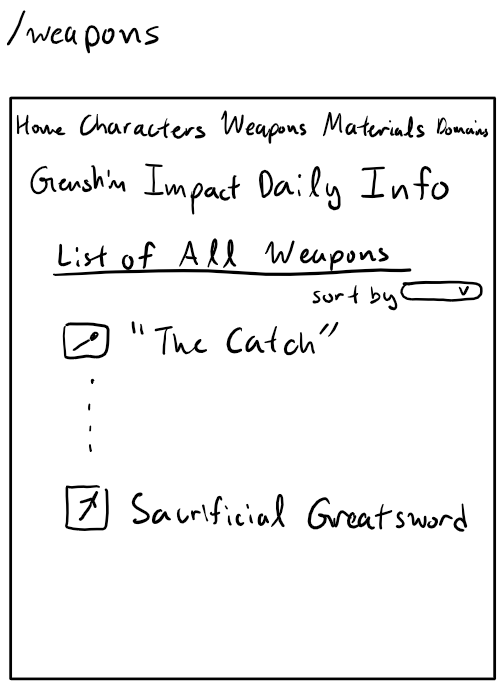 /weapons
Home Characters Weapons Materials Domains
Genshin Impact Daily Info
List of All Weapons
sort by
"The Catch"
Sacrificial Greatsword